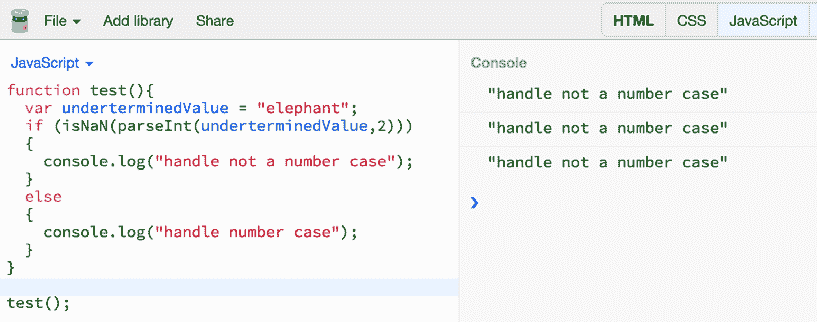 File Add library Share HTML CSS JavaScript
JavaScript
Console
function test(){
var underterminedValue = "elephant";
if (isNaN(parseInt(underterminedValue,2)))
{
console.log("handle not a number case");
}
else
{
console.log("handle number case");
}
}
test();
"handle not a number case"
"handle not a number case"
"handle not a number case"